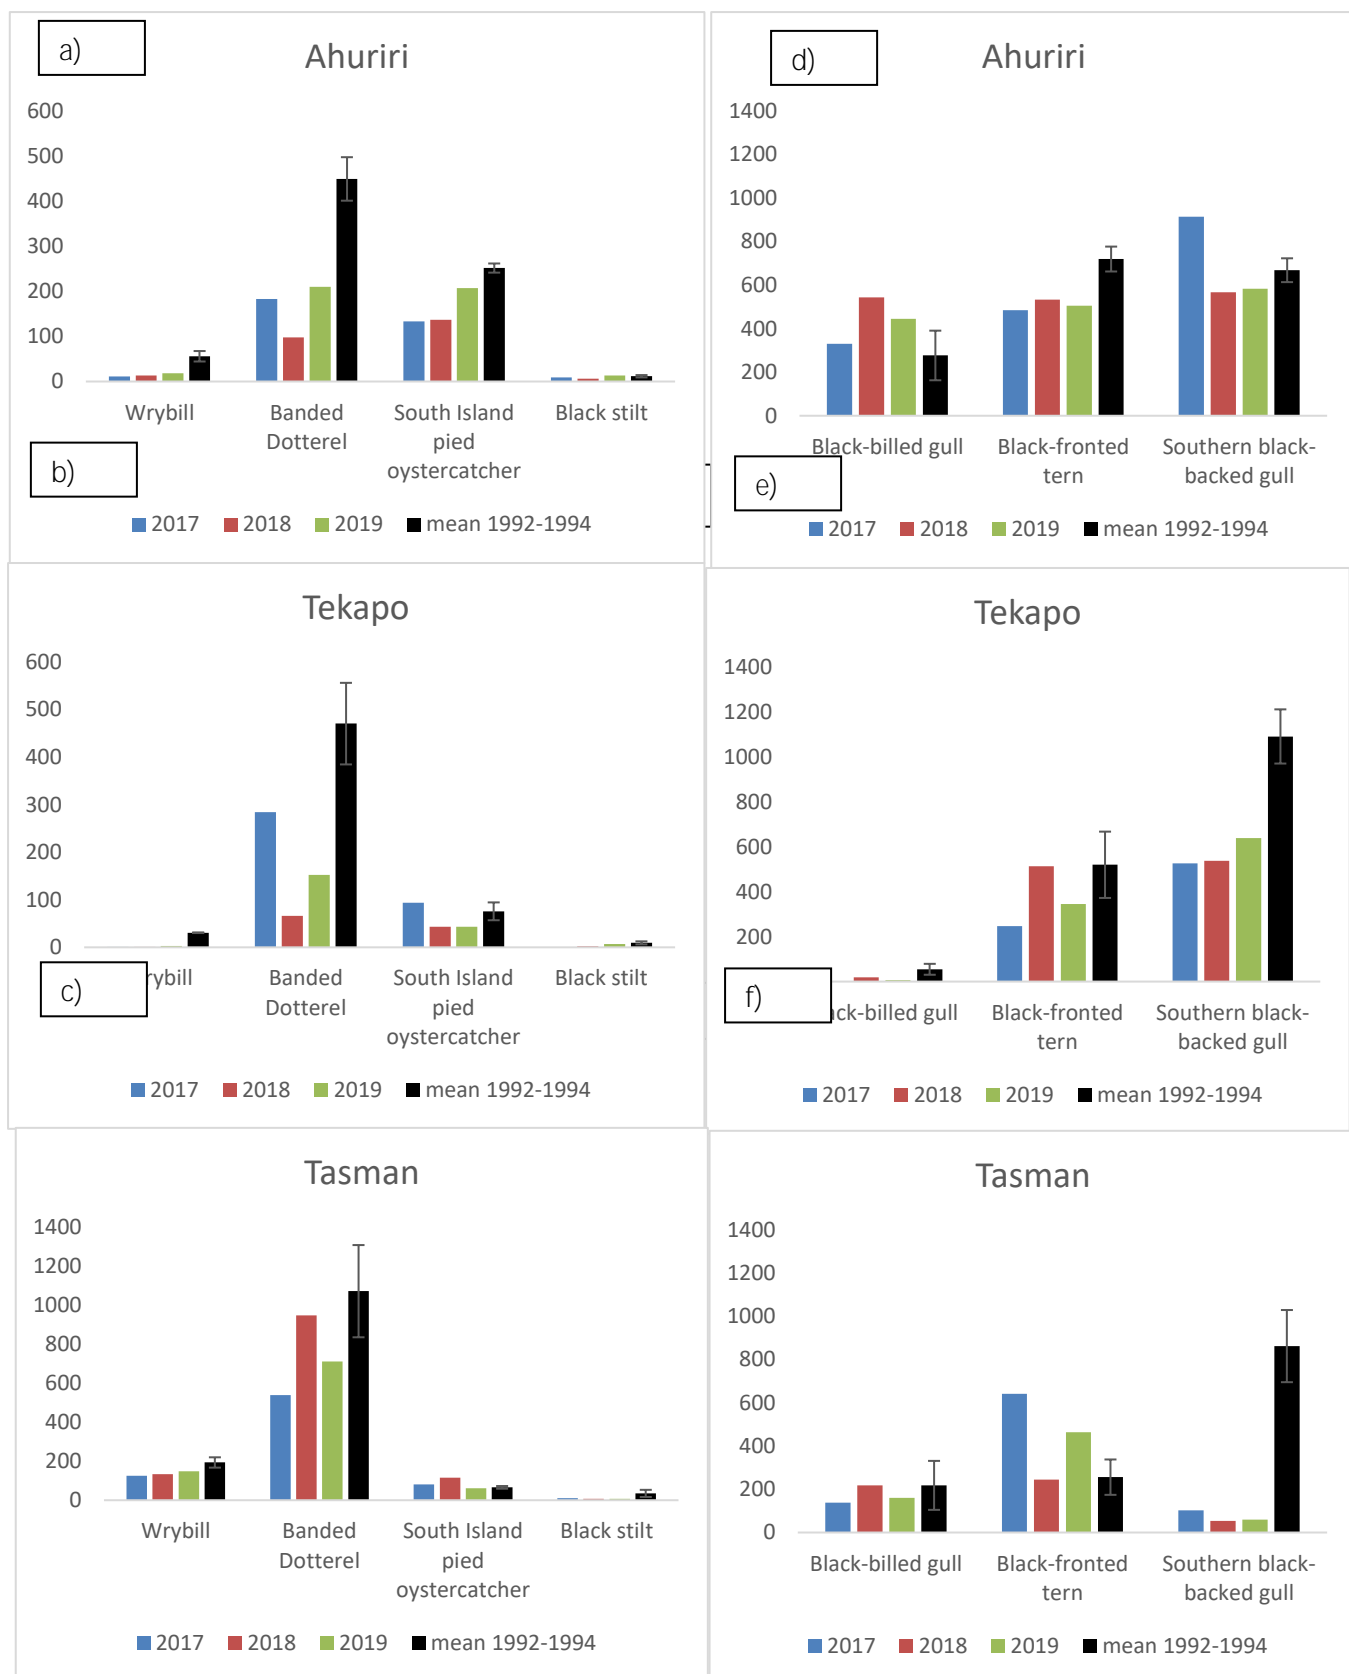 a)
Ahuriri
600
500
400
300
200
100
0
Wrybill
Banded
Dotterel
South Island
pied
oystercatcher
Black stilt
2017 2018 2019 mean 1992-1994
d)
Ahuriri
1400
1200
1000
800
600
400
200
0
Black-billed gull
Black-fronted
tern
Southern black-
backed gull
2017 2018 2019 mean 1992-1994
b)
Tekapo
600
500
400
300
200
100
0
rybill
Banded
Dotterel
South Island
pied
oystercatcher
Black stilt
2017 2018 2019 mean 1992-1994
e)
Tekapo
1400
1200
1000
800
600
400
200
ck-billed gull
Black-fronted
tern
Southern black-
backed gull
2017 2018 2019 mean 1992-1994
c)
Tasman
1400
1200
1000
800
600
400
200
0
Wrybill
Banded
Dotterel
South Island
pied
oystercatcher
Black stilt
2017 2018 2019 mean 1992-1994
f)
Tasman
1400
1200
1000
800
600
400
200
0
Black-billed gull
Black-fronted
tern
Southern black-
backed gull
2017 2018 2019 mean 1992-1994